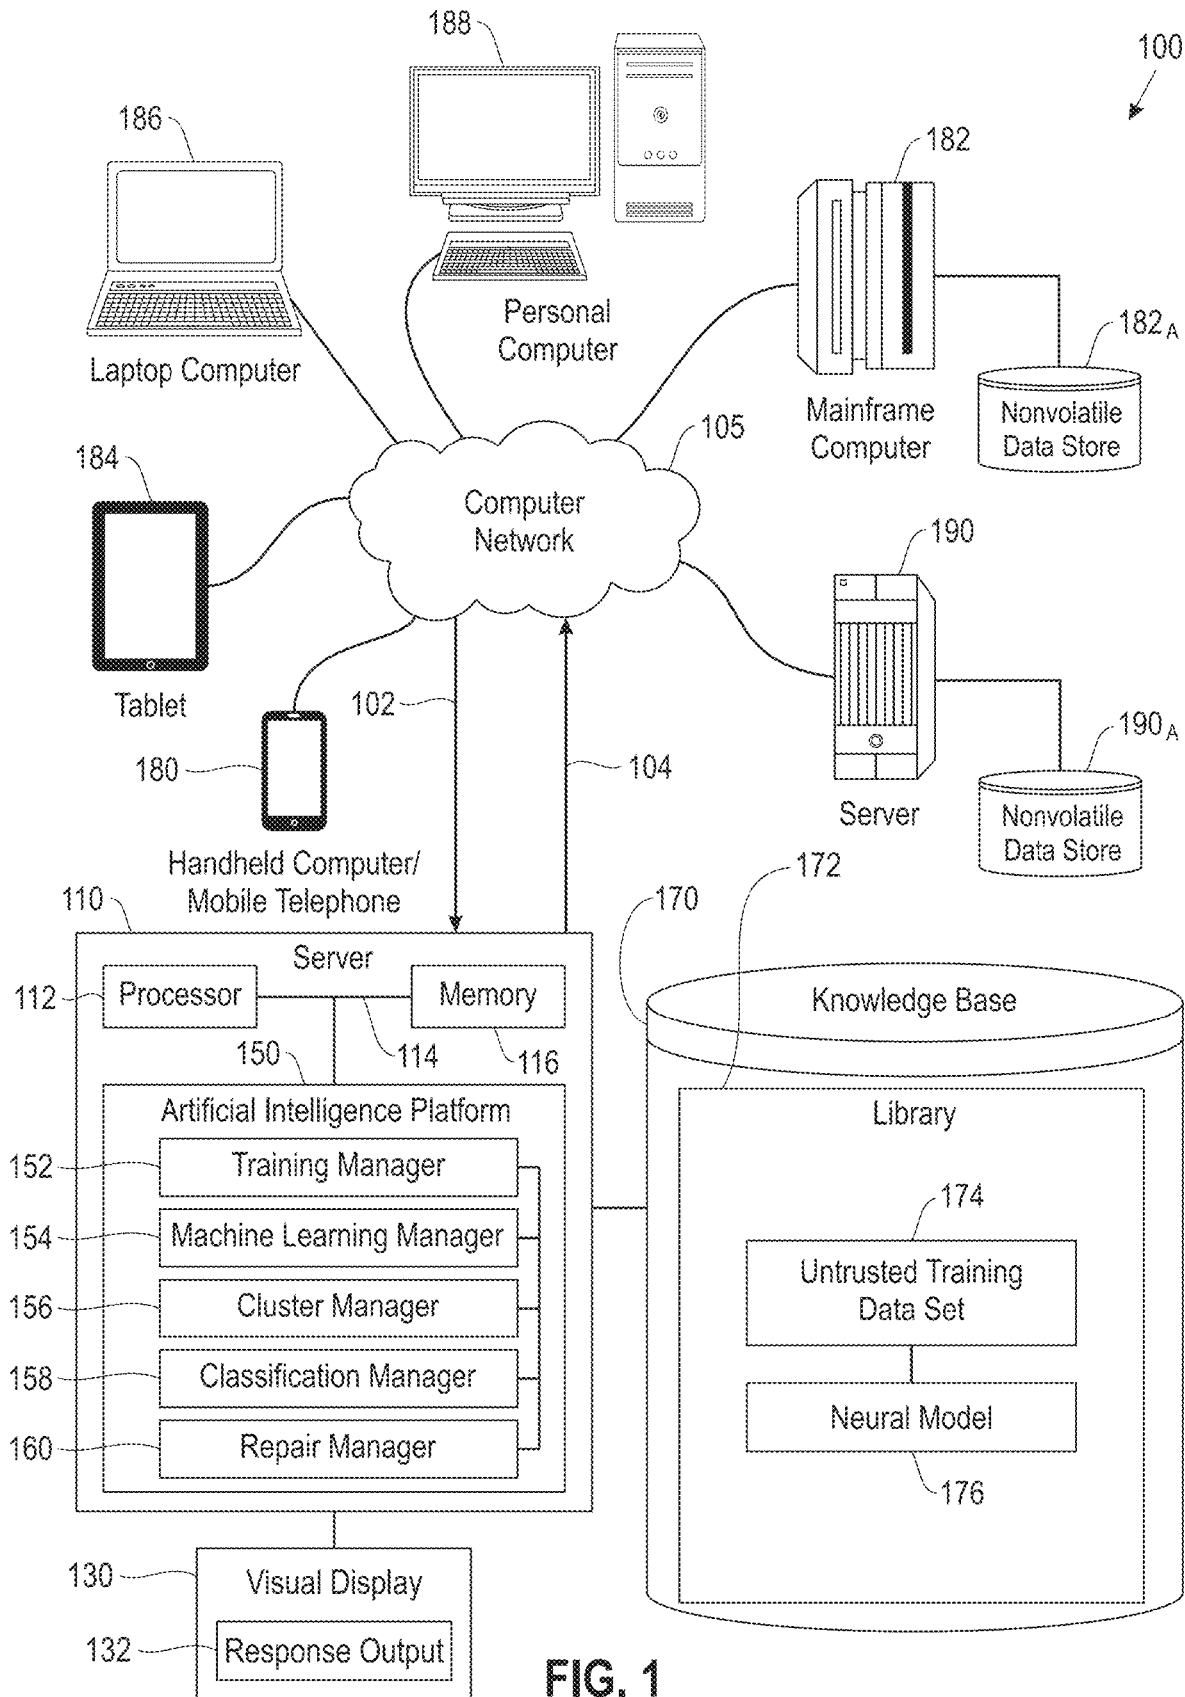 188
100
186
182
Personal
Computer
182A
Laptop Computer
Nonvolatile
Data Store
Mainframe
Computer
105
184
Computer
Network
190
Tablet
102
180
104
190A
Server
Nonvolatile
Data Store
Handheld Computer/
Mobile Telephone
172
170
110
Server
112
Processor
Memory
Knowledge Base
150
114
116
Artificial Intelligence Platform
Library
152
Training Manager
174
154
Machine Learning Manager
Untrusted Training
Data Set
156
Cluster Manager
158
Classification Manager
Neural Model
160
Repair Manager
176
130
Visual Display
132
Response Output
FIG. 1